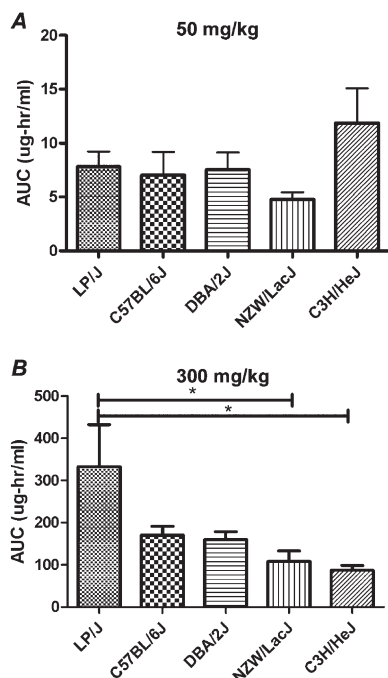 A
50 mg/kg
AUC (ug-hr/ml)
20
15
10
5
0
LP/J
C57BL/6J
DBA/2J
NZW/LacJ
C3H/HeJ
B
300 mg/kg
AUC (ug-hr/ml)
500
400
300
200
100
0
*
*
LP/J
C57BL/6J
DBA/2J
NZW/LacJ
C3H/HeJ